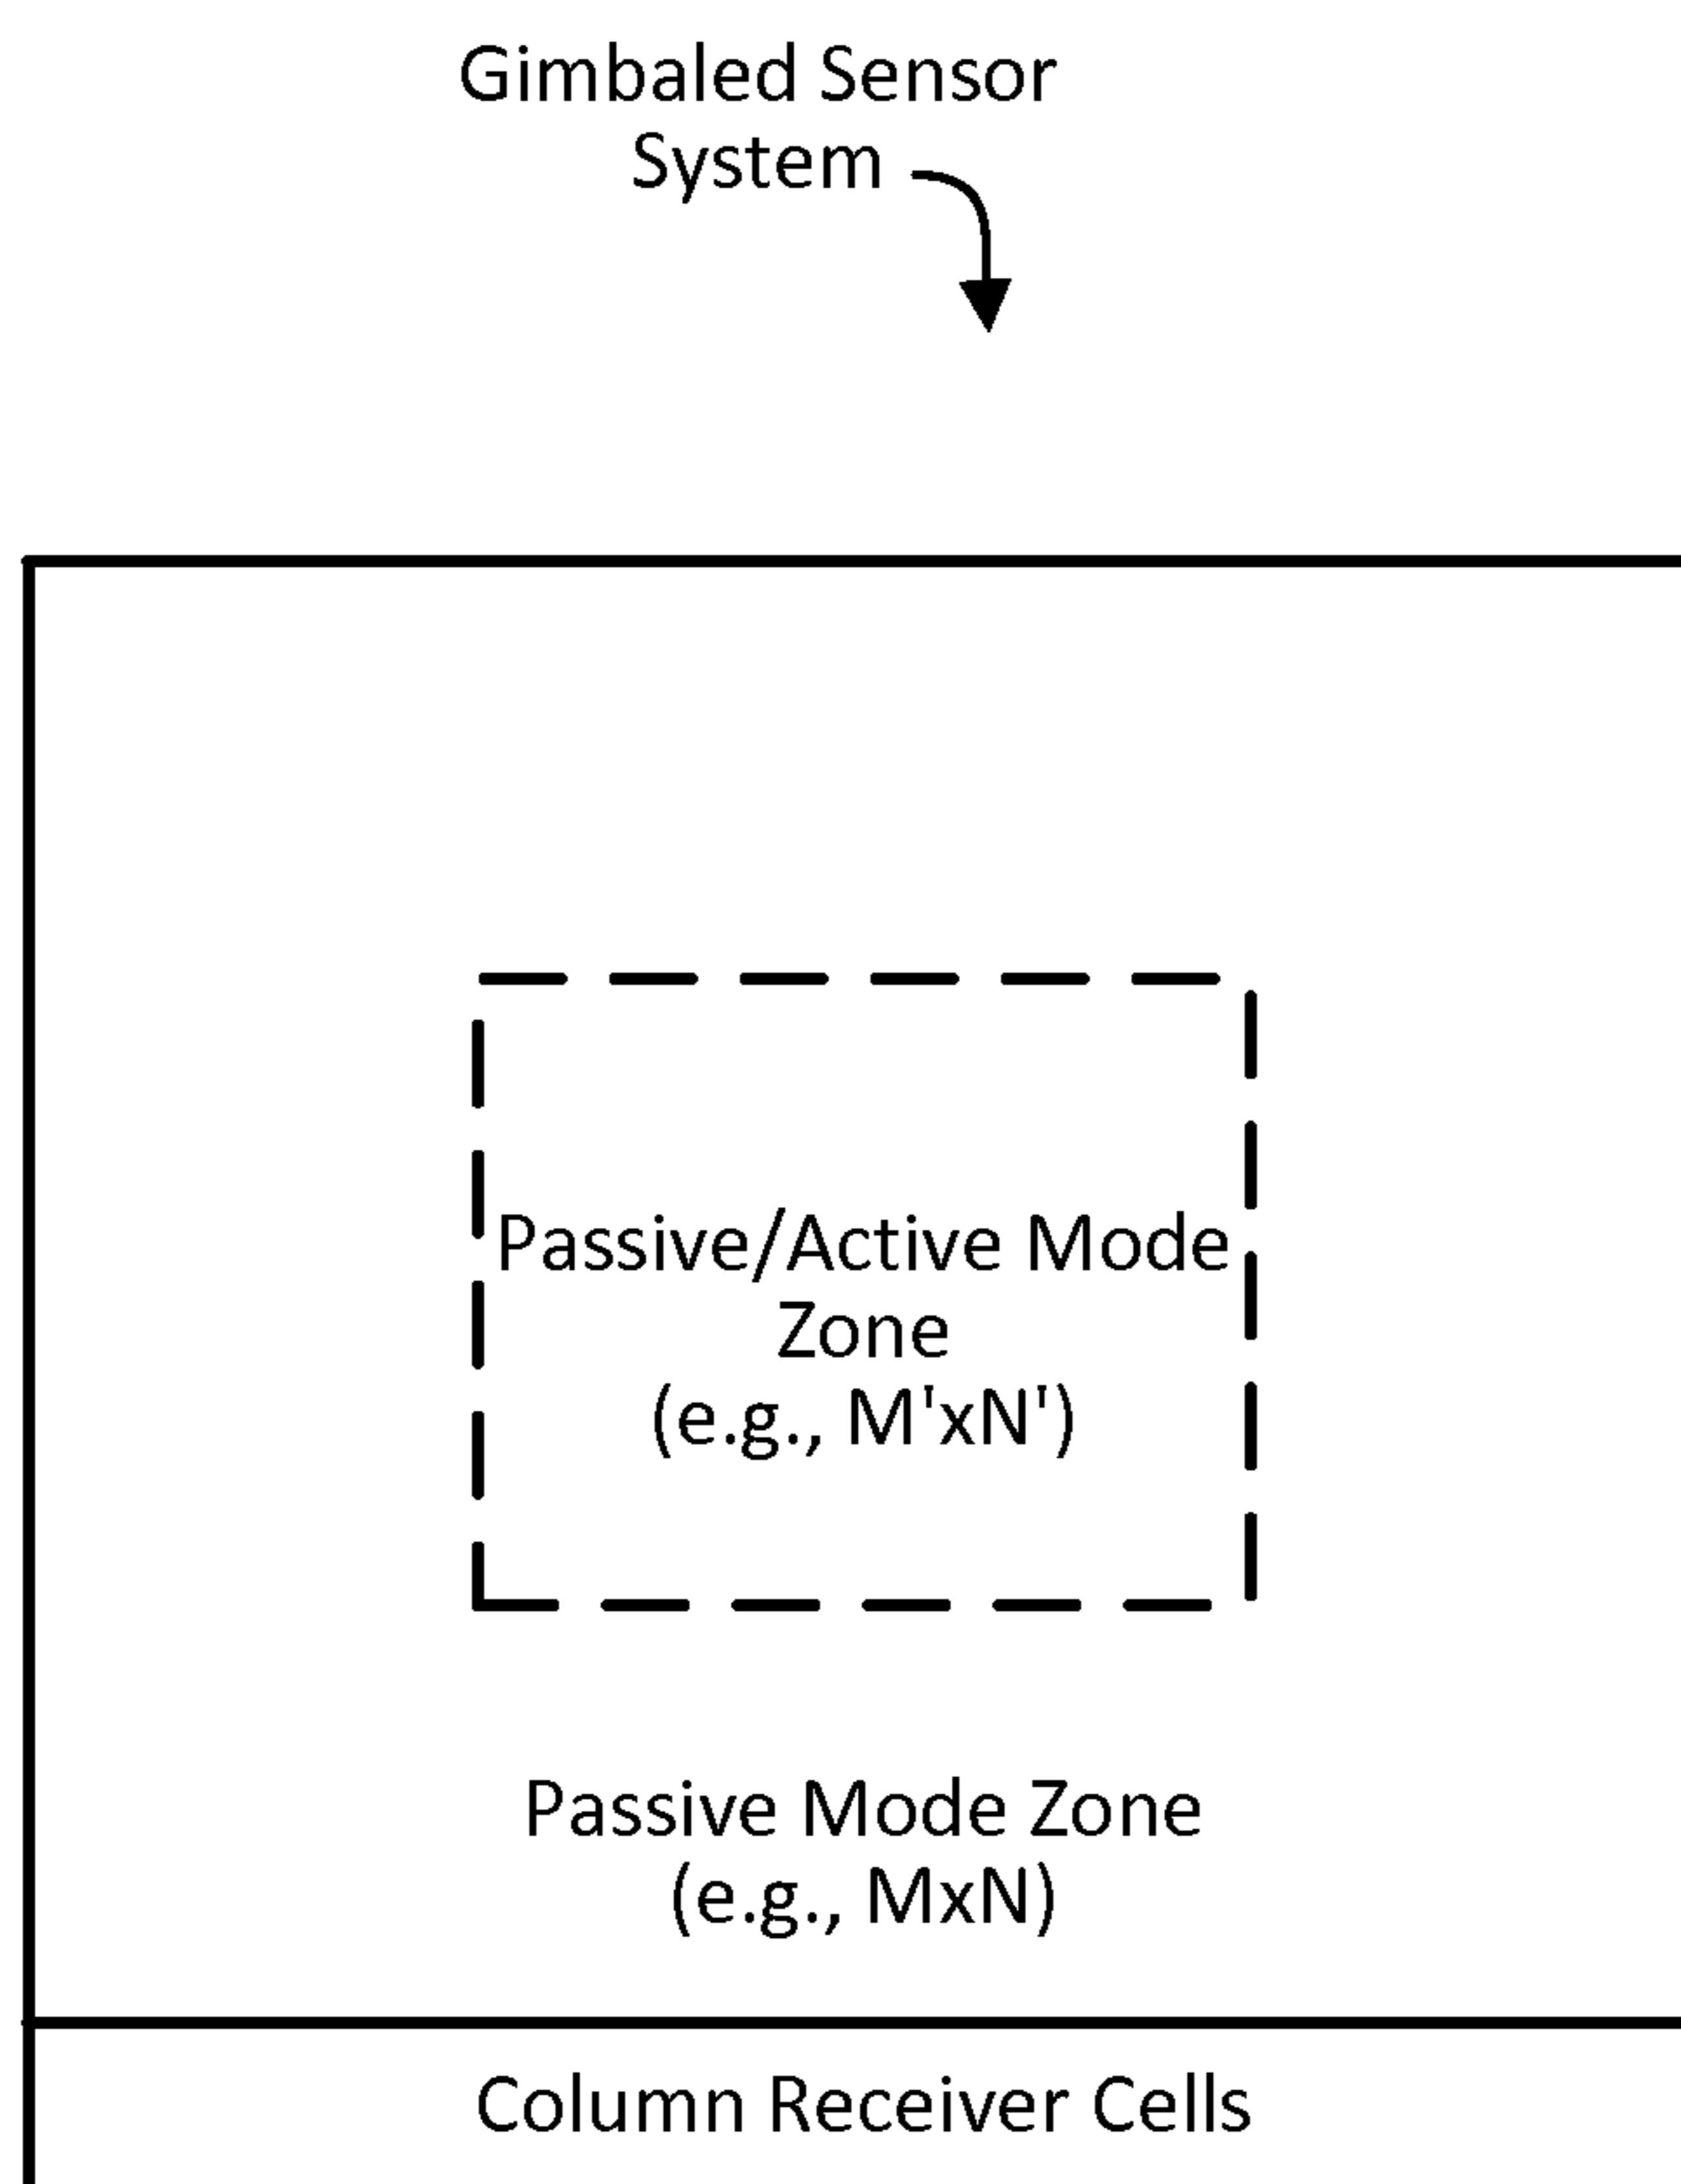 Gimbaled Sensor
System
Passive/Active Mode
Zone
(e.g., M'xN')
Passive Mode Zone
(e.g., MxN)
Column Receiver Cells